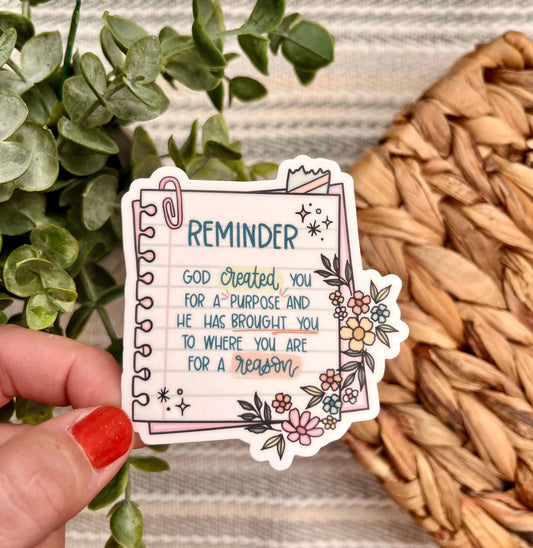 REMINDER
GOD created YOU
FOR A PURPOSE AND
HE HAS BROUGHT YOU
TO WHERE YOU ARE
FOR A reason